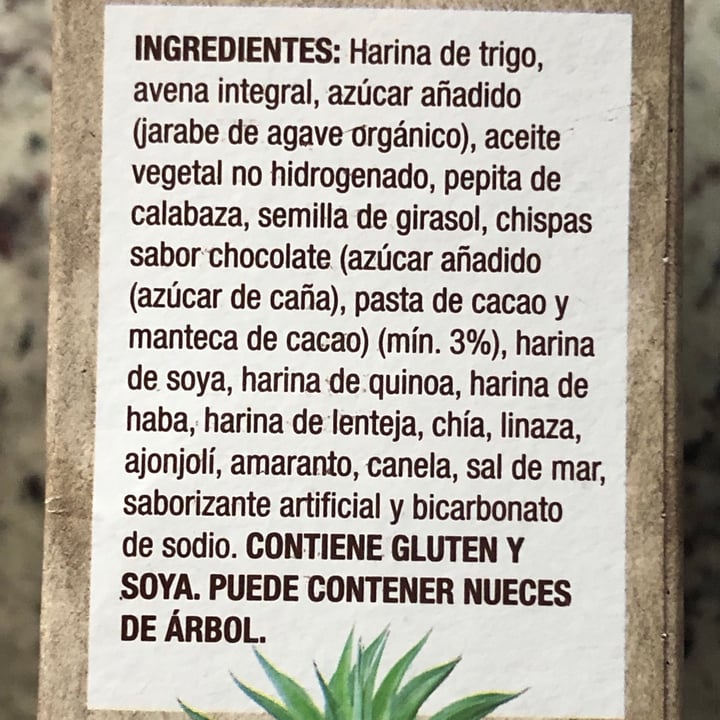 INGREDIENTES: Harina de trigo,
avena integral, azúcar añadido
(jarabe de agave orgánico), aceite
vegetal no hidrogenado, pepita de
calabaza, semilla de girasol, chispas
sabor chocolate (azúcar añadido
(azúcar de caña), pasta de cacao y
manteca de cacao) (mín. 3%), harina
de soya, harina de quinoa, harina de
haba, harina de lenteja, chía, linaza,
ajonjolí, amaranto, canela, sal de mar,
saborizante artificial y bicarbonato
de sodio. CONTIENE GLUTEN Y
SOYA. PUEDE CONTENER NUECES
DE ÁRBOL.